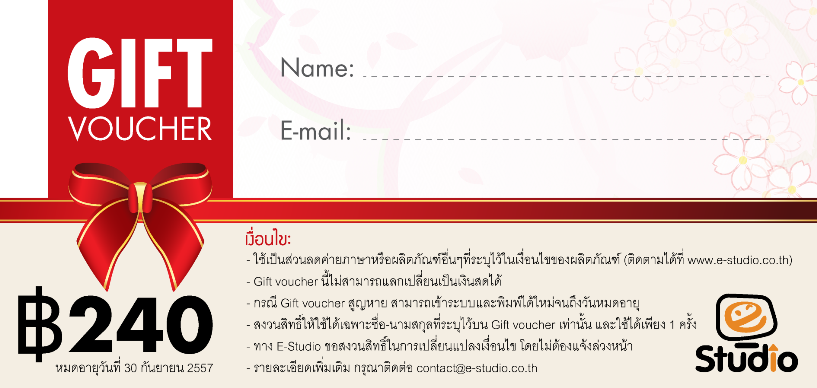 GIFT
VOUCHER
Name:
E-mail:
฿240
หมดอายุวันที่ 30 กันยายน 2557
เงื่อนไข:
- ใช้เป็นส่วนลดค่ายภาษาหรือผลิตภัณฑ์อื่นๆที่ระบุไว้ในเงื่อนไขของผลิตภัณฑ์ (ติดตามได้ที่ www.e-studio.co.th)
- Gift voucher นี้ไม่สามารถแลกเปลี่ยนเป็นเงินสดได้
- กรณี Gift voucher สูญหาย สามารถเข้าระบบและพิมพ์ได้ใหม่จนถึงวันหมดอายุ
- สงวนสิทธิ์ให้ใช้ได้เฉพาะชื่อ-นามสกุลที่ระบุไว้บน Gift voucher เท่านั้น และใช้ได้เพียง 1 ครั้ง
- ทาง E-Studio ขอสงวนสิทธิ์ในการเปลี่ยนแปลงเงื่อนไข โดยไม่ต้องแจ้งล่วงหน้า
- รายละเอียดเพิ่มเติม กรุณาติดต่อ contact@e-studio.co.th
e
Studio